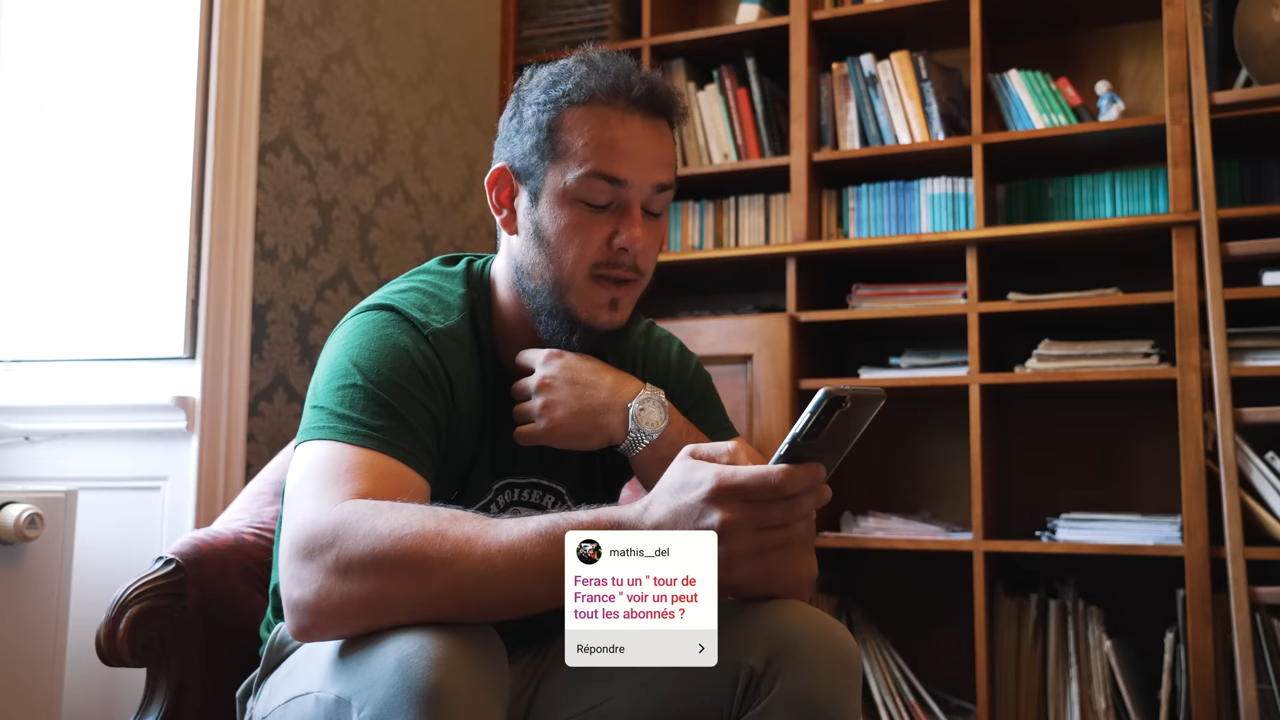 mathis__del
Feras tu un " tour de
France " voir un peut
tout les abonnés ?
Répondre